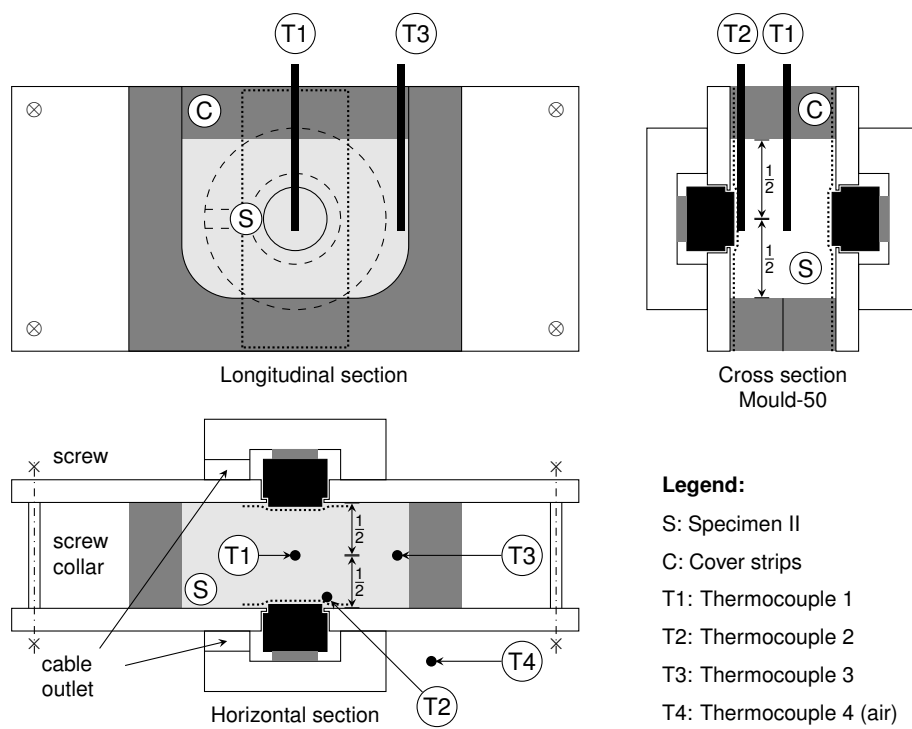 T1
T3
C
S
Longitudinal section
T2
T1
C
1/2
1/2
S
Cross section
Mould-50
screw
screw
collar
cable
outlet
T1
1/2
1/2
T3
S
T4
T2
Horizontal section
Legend:
S: Specimen II
C: Cover strips
T1: Thermocouple 1
T2: Thermocouple 2
T3: Thermocouple 3
T4: Thermocouple 4 (air)